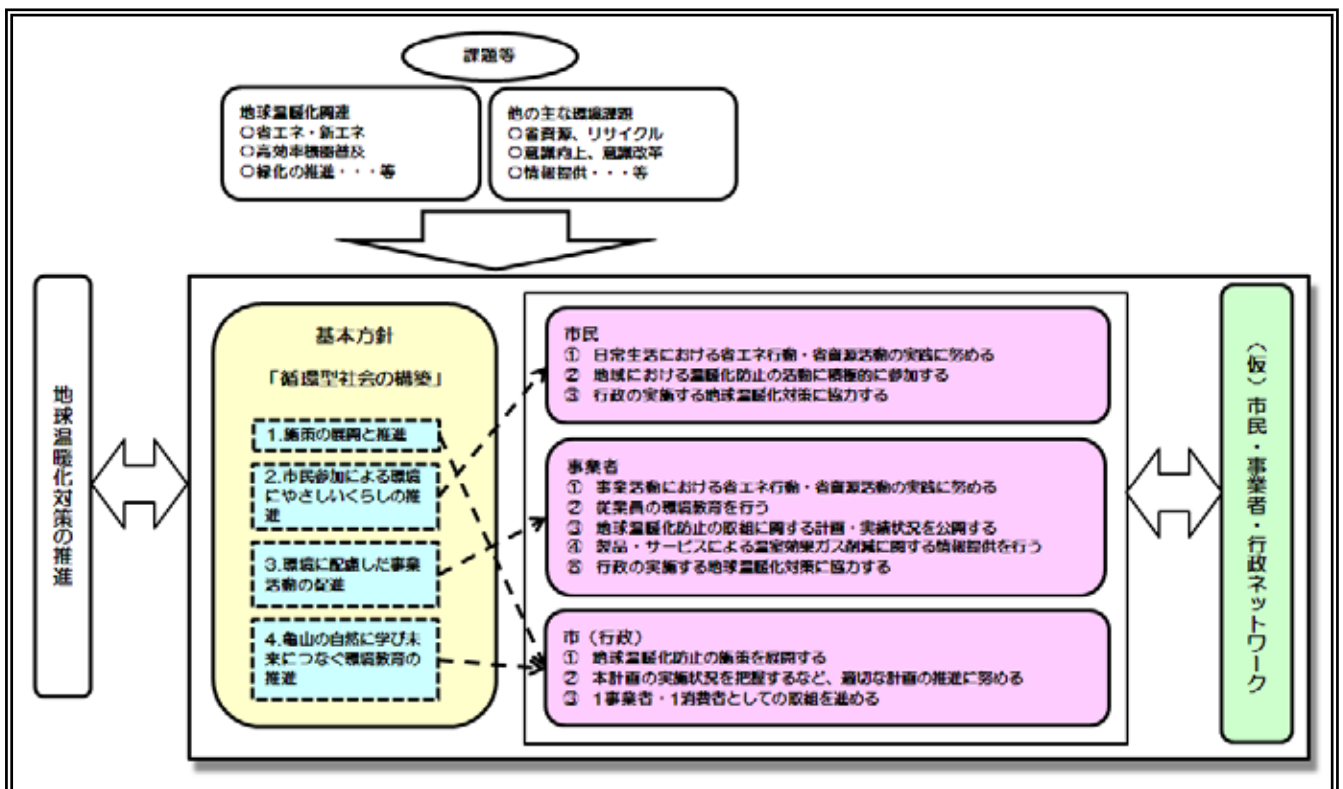 課題等
地球温暖化関連
○省エネ・新エネ
○高効率機器普及
○緑化の推進・・・等
他の主な環境課題
○省資源、リサイクル
○意識向上、意識改革
○情報提供・・・等
地球温暖化対策の推進
基本方針
「循環型社会の構築」
1.施策の展開と推進
2.市民参加による環境
にやさしいくらしの推
進
3.環境に配慮した事業
活動の促進
4.亀山の自然に学び未
来につなぐ環境教育の
推進
市民
① 日常生活における省エネ行動・省資源活動の実践に努める
② 地域における温暖化防止の活動に積極的に参加する
③ 行政の実施する地球温暖化対策に協力する
事業者
① 事業活動における省エネ行動・省資源活動の実践に努める
② 従業員の環境教育を行う
③ 地球温暖化防止の取組に関する計画・実績状況を公開する
④ 製品・サービスによる温室効果ガス削減に関する情報提供を行う
⑤ 行政の実施する地球温暖化対策に協力する
市（行政）
① 地球温暖化防止の施策を展開する
② 本計画の実施状況を把握するなど、適切な計画の推進に努める
③ 1事業者・1消費者としての取組を進める
（仮）市民・事業者・行政ネットワーク